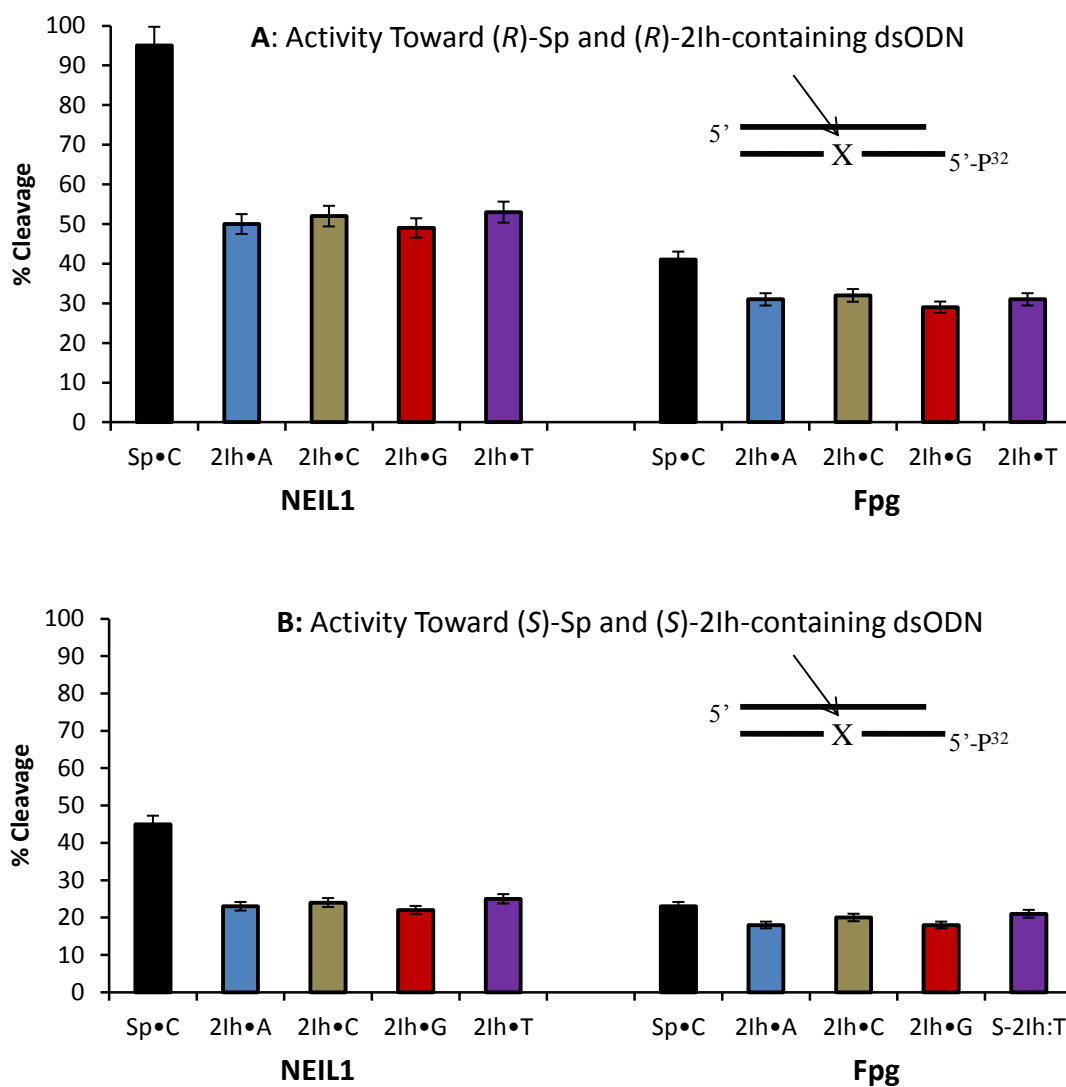 A: Activity Toward (R)-Sp and (R)-2Ih-containing dsODN
100
90
80
70
60
50
40
30
20
10
0
% Cleavage
5’
X
5’-P³²
Sp•C 2Ih•A 2Ih•C 2Ih•G 2Ih•T Sp•C 2Ih•A 2Ih•C 2Ih•G 2Ih•T
NEIL1 Fpg
B: Activity Toward (S)-Sp and (S)-2Ih-containing dsODN
100
90
80
70
60
50
40
30
20
10
0
% Cleavage
5’
X
5’-P³²
Sp•C 2Ih•A 2Ih•C 2Ih•G 2Ih•T Sp•C 2Ih•A 2Ih•C 2Ih•G S-2Ih:T
NEIL1 Fpg